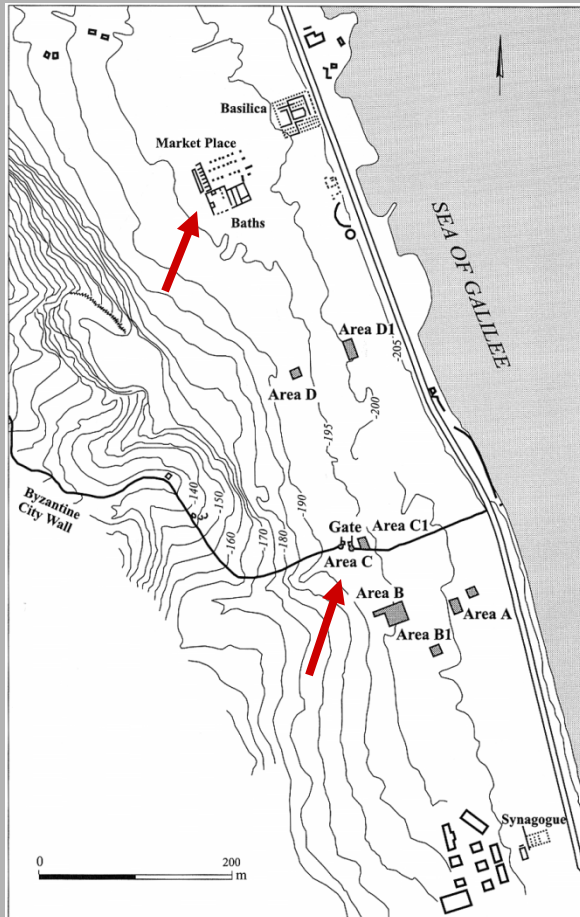 Basilica
Market Place
Baths
SEA OF GALILEE
Area D1
-205
Area D
-200
-195
-190
-180
-170
-160
-150
-140
Byzantine
City Wall
Gate
Area C1
Area C
Area B
Area A
Area B1
Synagogue
0
200
m